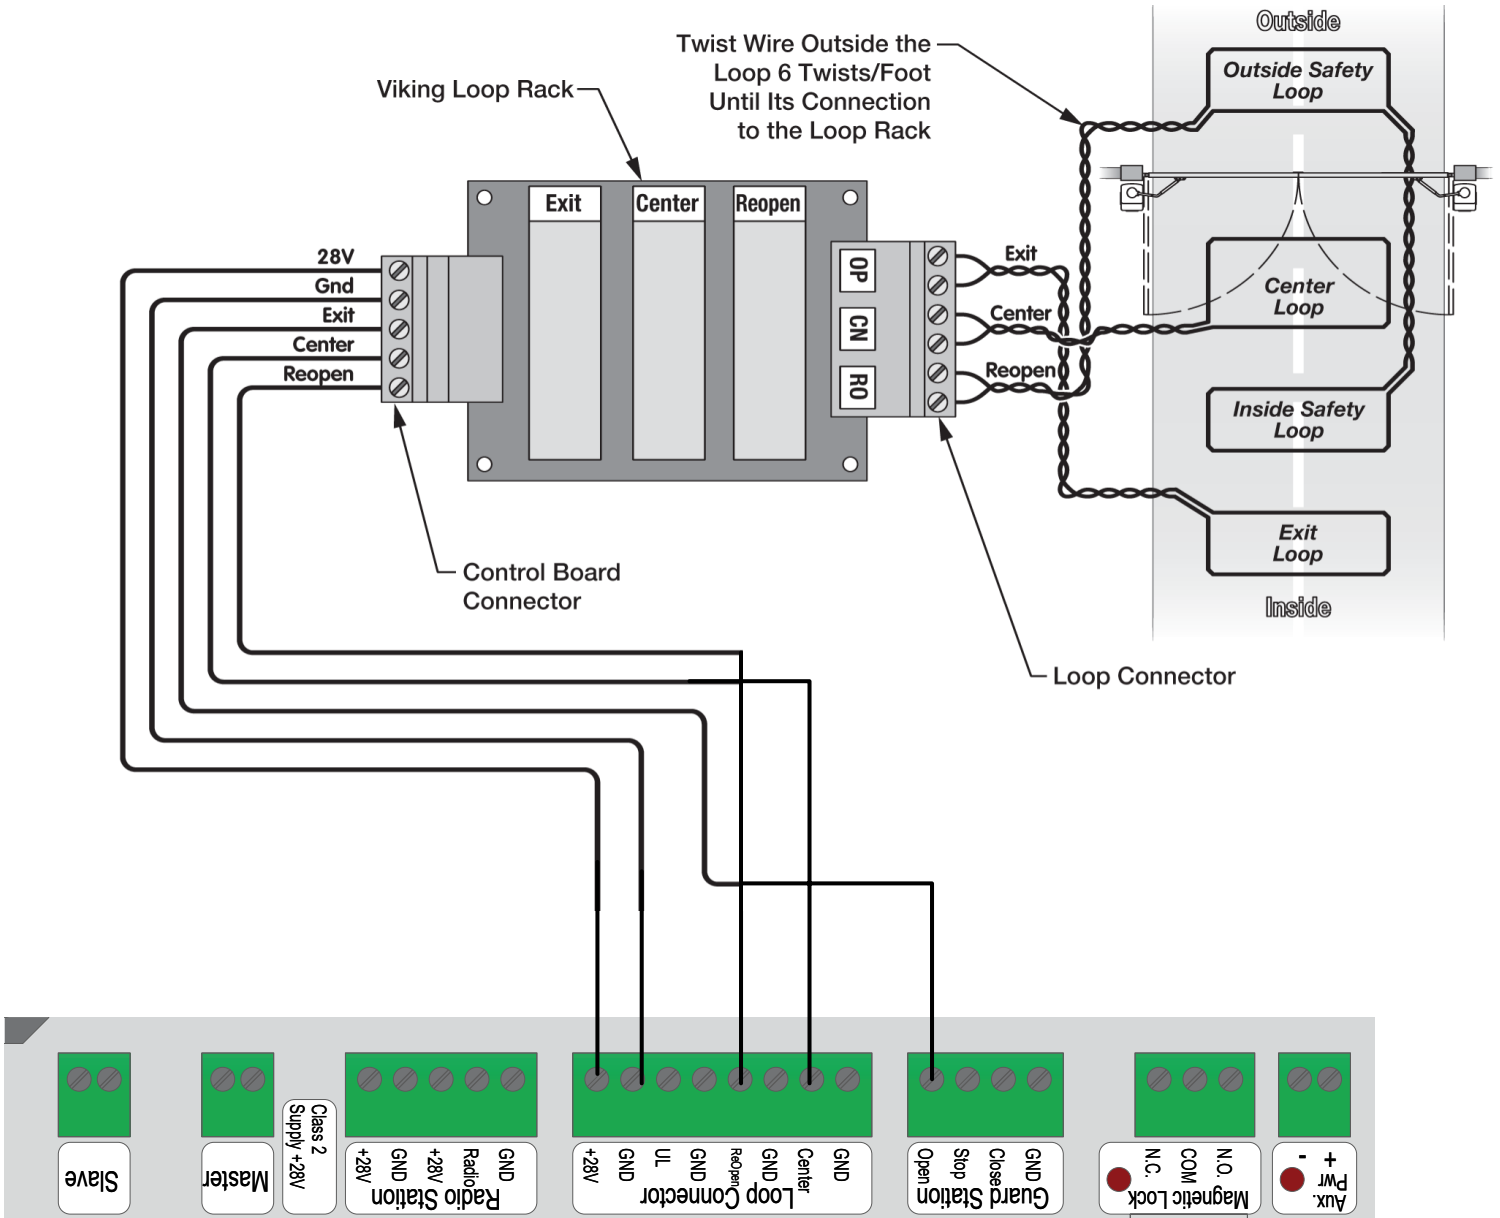 Outside
Twist Wire Outside the
Loop 6 Twists/Foot
Until Its Connection
to the Loop Rack
Outside Safety
Loop
Viking Loop Rack
Exit
Center
Reopen
28V
Gnd
Exit
Center
Reopen
OP
CN
RO
Exit
Center
Reopen
Center
Loop
Inside Safety
Loop
Exit
Loop
Inside
Control Board
Connector
Loop Connector
Slave
Master
Class 2
Supply +28V
+28V
GND
+28V
Radio
GND
Radio Station
+28V
GND
UL
GND
ReOpen
GND
Center
GND
Loop Connector
Open
Stop
Close
GND
Guard Station
N.C.
COM
N.O.
Magnetic Lock
- +
Aux.
Pwr